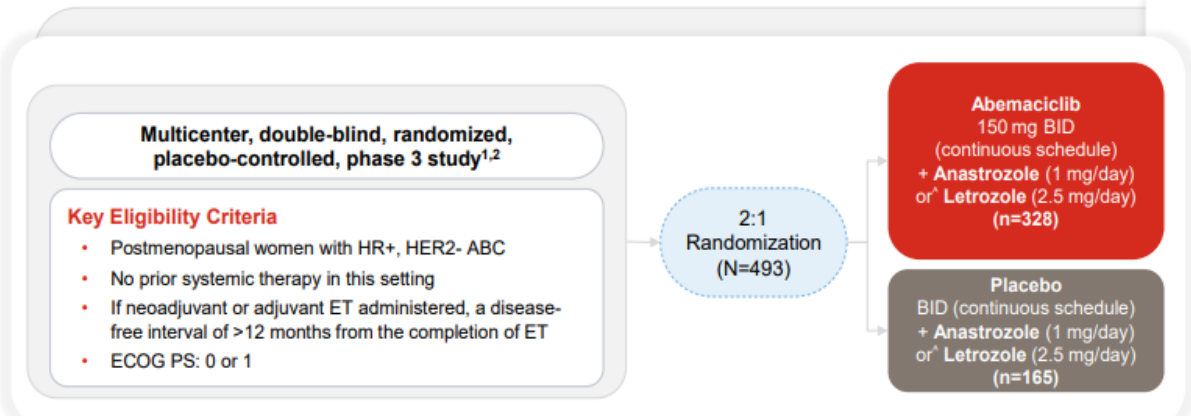 Multicenter, double-blind, randomized,
placebo-controlled, phase 3 study1,2
Key Eligibility Criteria
• Postmenopausal women with HR+, HER2- ABC
• No prior systemic therapy in this setting
• If neoadjuvant or adjuvant ET administered, a disease-
free interval of >12 months from the completion of ET
• ECOG PS: 0 or 1
2:1
Randomization
(N=493)
Abemaciclib
150 mg BID
(continuous schedule)
+ Anastrozole (1 mg/day)
or^ Letrozole (2.5 mg/day)
(n=328)
Placebo
BID (continuous schedule)
+ Anastrozole (1 mg/day)
or^ Letrozole (2.5 mg/day)
(n=165)